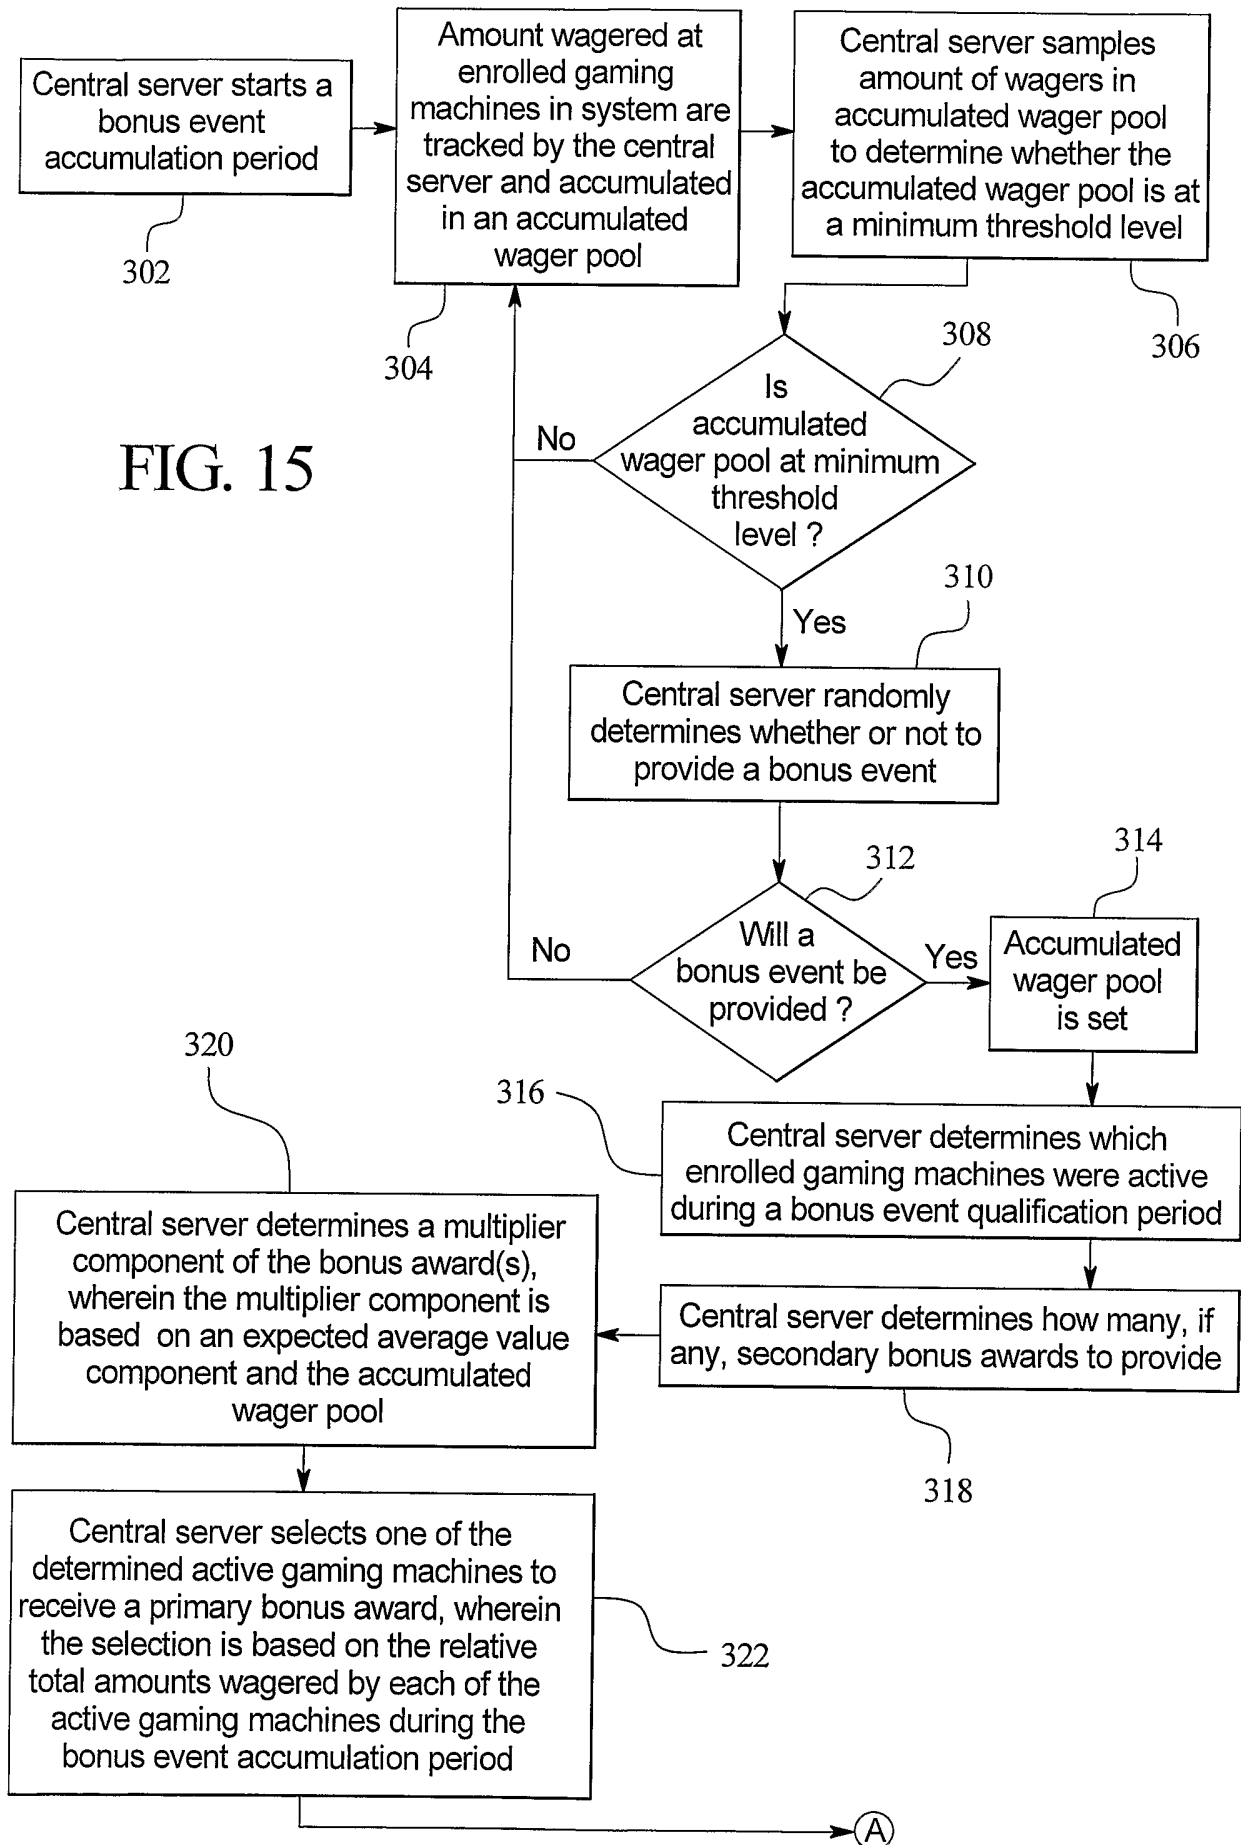 Central server starts a
bonus event
accumulation period
302
Amount wagered at
enrolled gaming
machines in system are
tracked by the central
server and accumulated
in an accumulated
wager pool
304
Central server samples
amount of wagers in
accumulated wager pool
to determine whether the
accumulated wager pool is at
a minimum threshold level
306
308
Is
accumulated
wager pool at minimum
threshold
level ?
No
FIG. 15
Yes
310
Central server randomly
determines whether or not to
provide a bonus event
312
Will a
bonus event be
provided ?
No
Yes
314
Accumulated
wager pool
is set
316
Central server determines which
enrolled gaming machines were active
during a bonus event qualification period
Central server determines how many, if
any, secondary bonus awards to provide
318
320
Central server determines a multiplier
component of the bonus award(s),
wherein the multiplier component is
based on an expected average value
component and the accumulated
wager pool
Central server selects one of the
determined active gaming machines to
receive a primary bonus award, wherein
the selection is based on the relative
total amounts wagered by each of the
active gaming machines during the
bonus event accumulation period
322
A